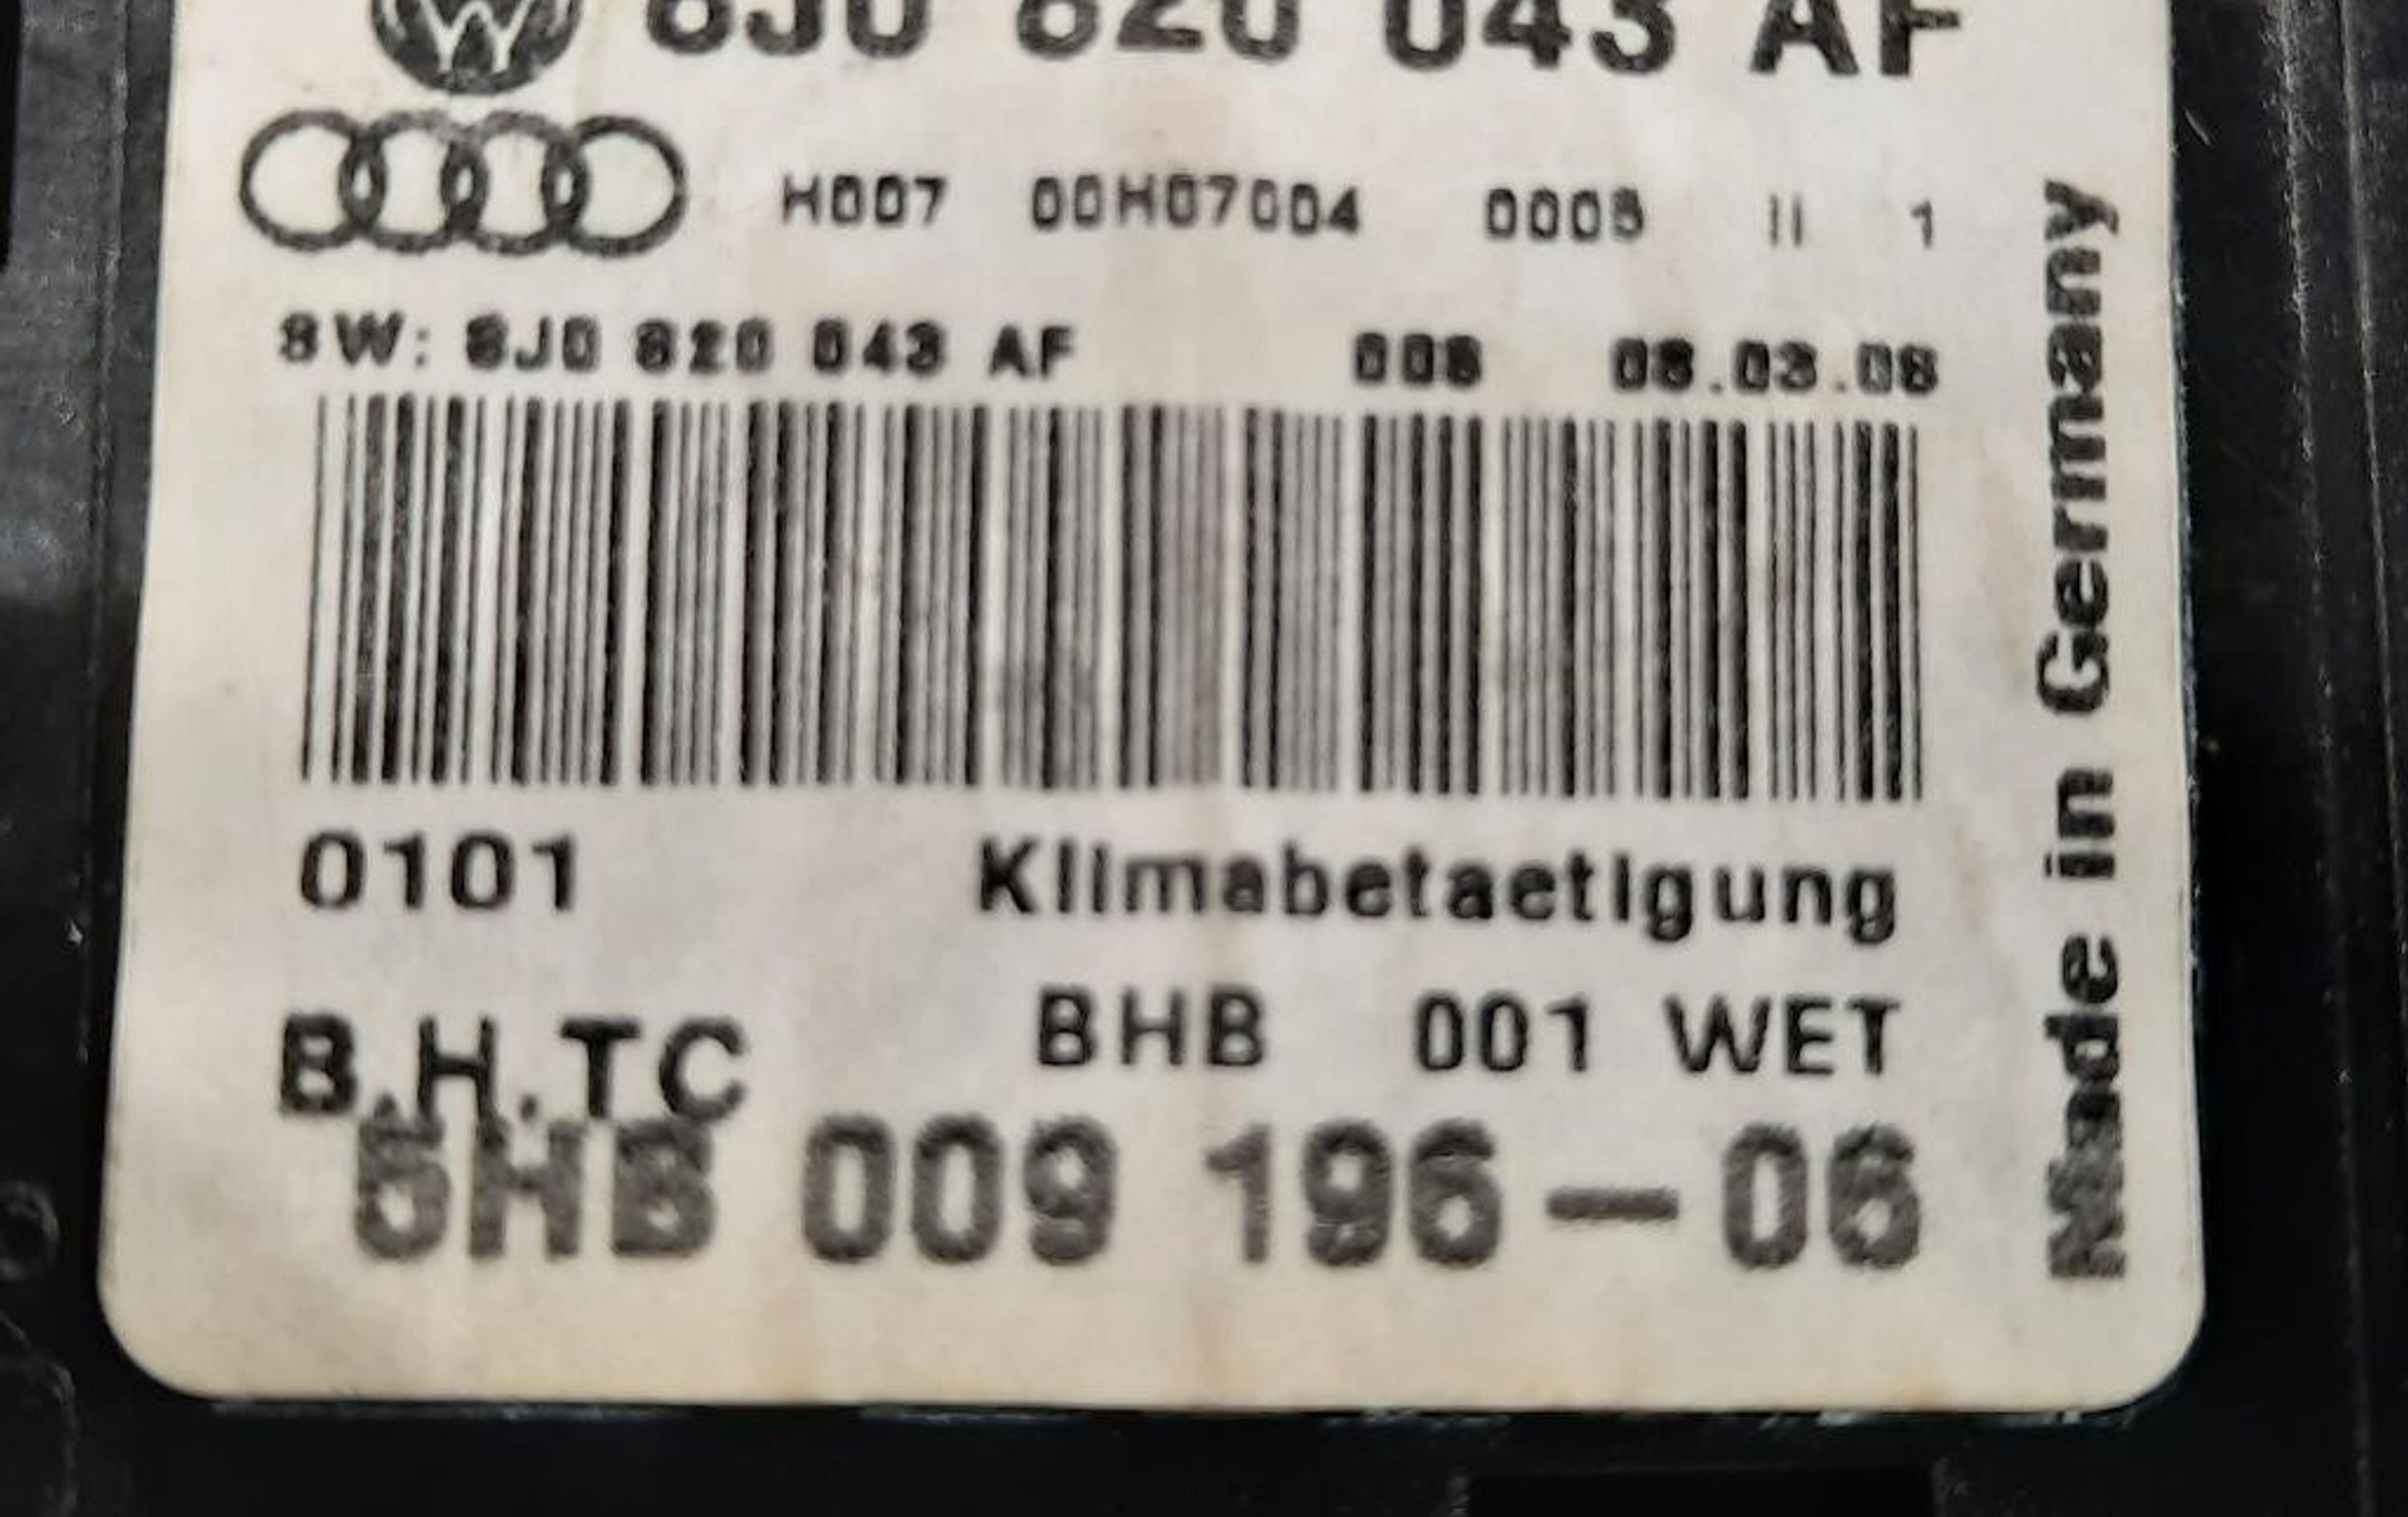 8J0 820 043 AF
H007 00H07004 0005 II 1
SW: 8J0 820 043 AF 008 08.03.08
0101 Klimabetaetigung
B.H.TC BHB 001 WET
5HB 009 196-06
Made in Germany